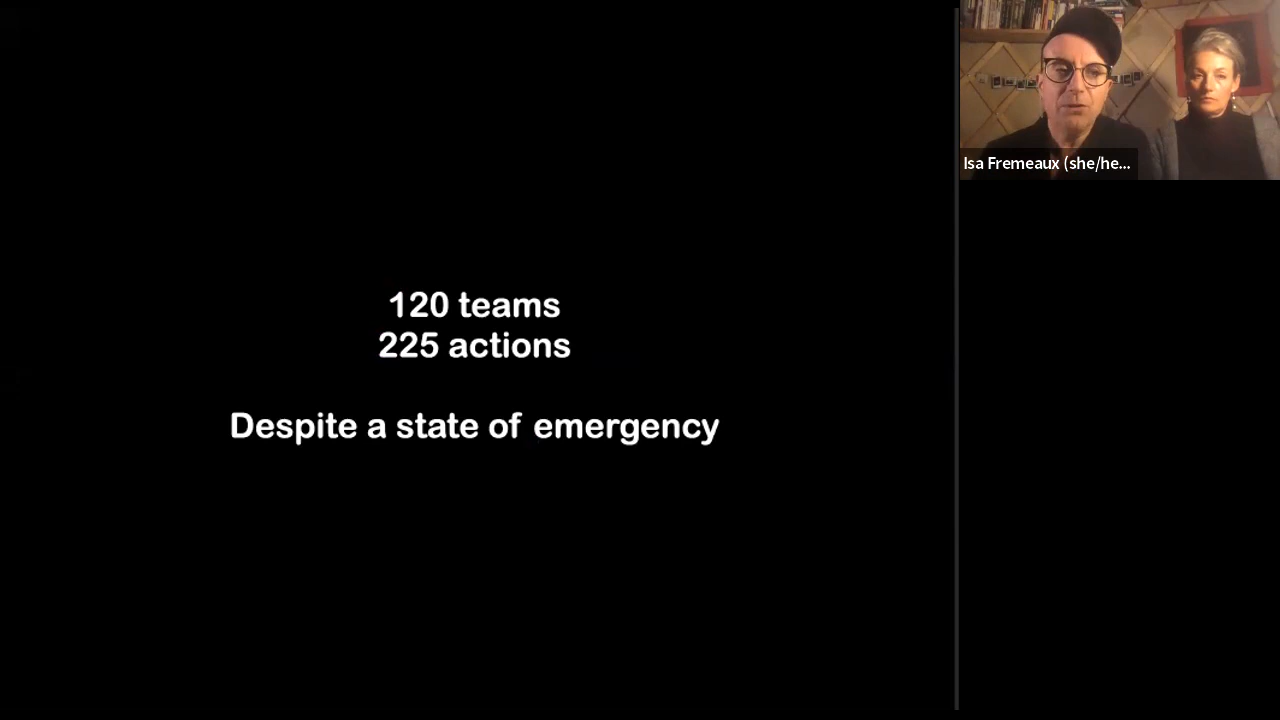 120 teams
225 actions
Despite a state of emergency
Isa Fremeaux (she/he...